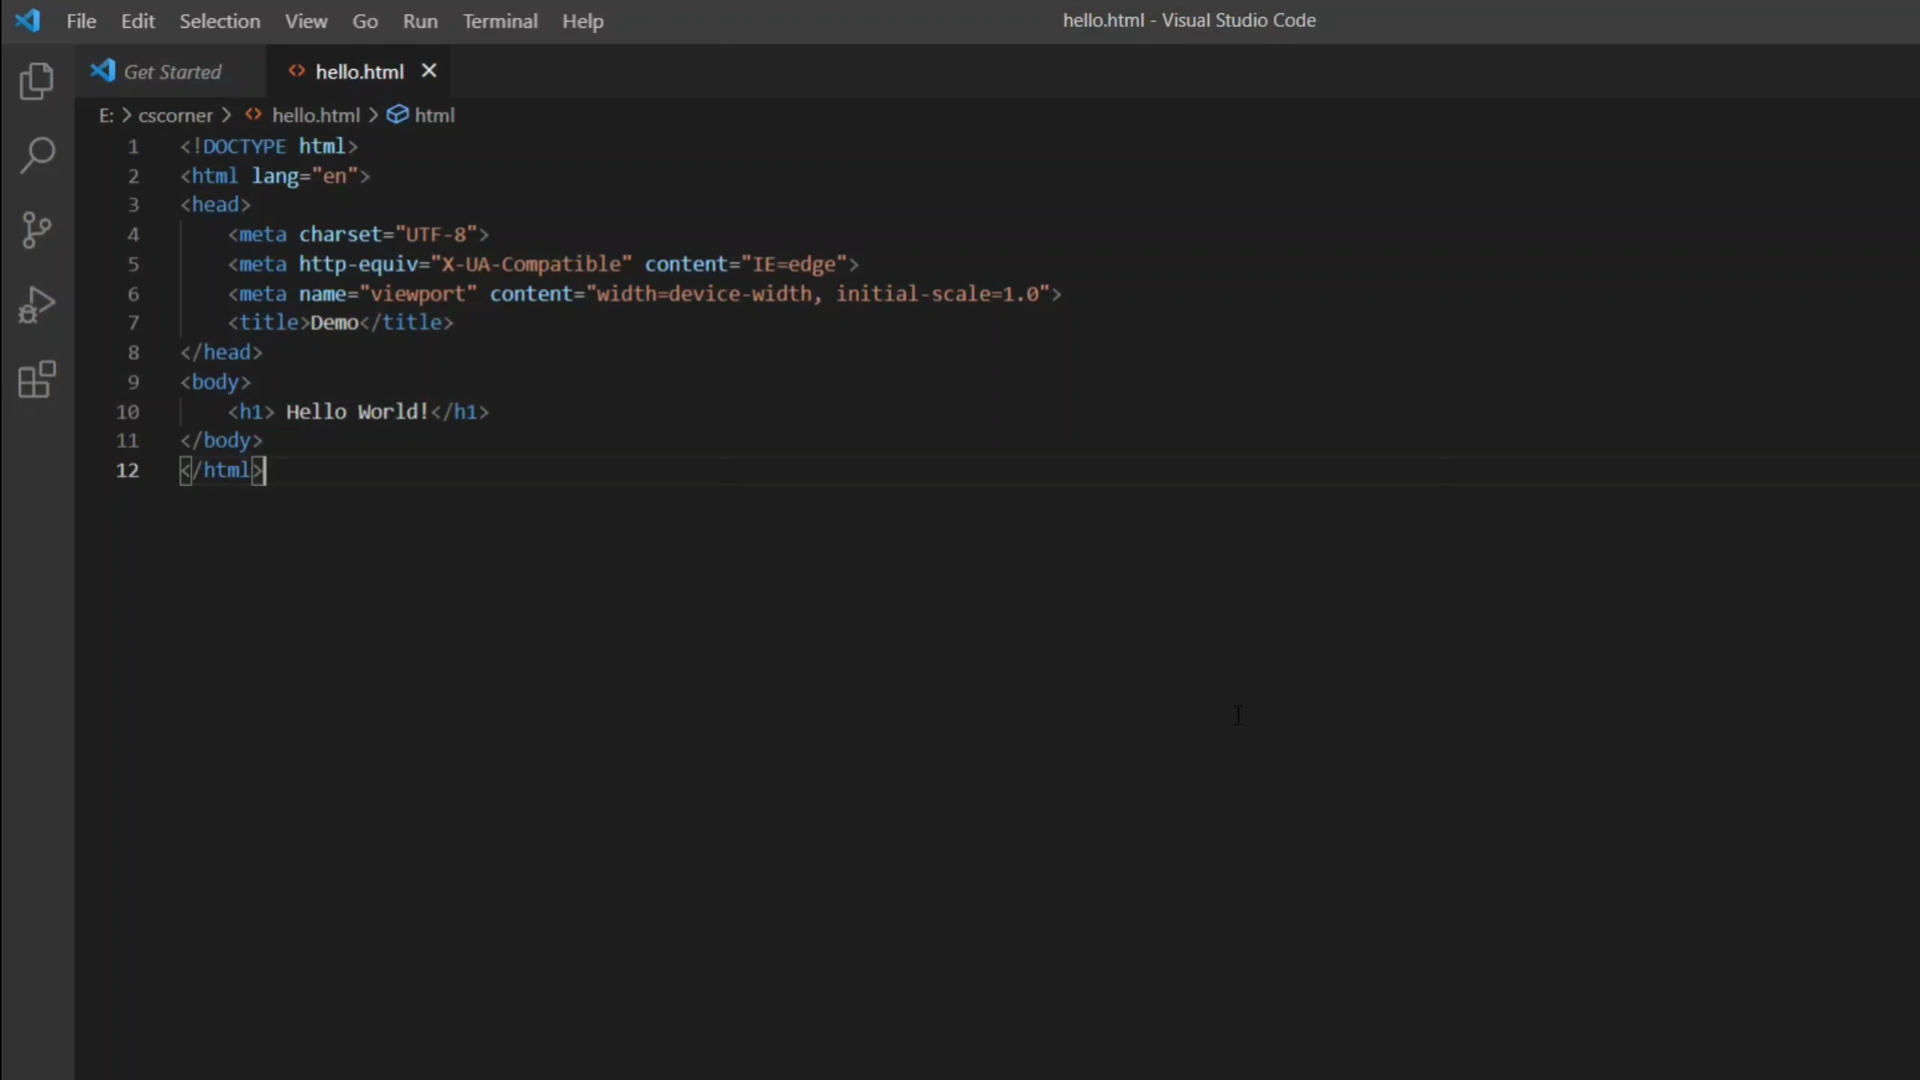 File Edit Selection View Go Run Terminal Help hello.html - Visual Studio Code
Get Started hello.html
E: > cscorner > hello.html > html
1 <!DOCTYPE html>
2 <html lang="en">
3 <head>
4 <meta charset="UTF-8">
5 <meta http-equiv="X-UA-Compatible" content="IE=edge">
6 <meta name="viewport" content="width=device-width, initial-scale=1.0">
7 <title>Demo</title>
8 </head>
9 <body>
10 <h1> Hello World!</h1>
11 </body>
12 </html>